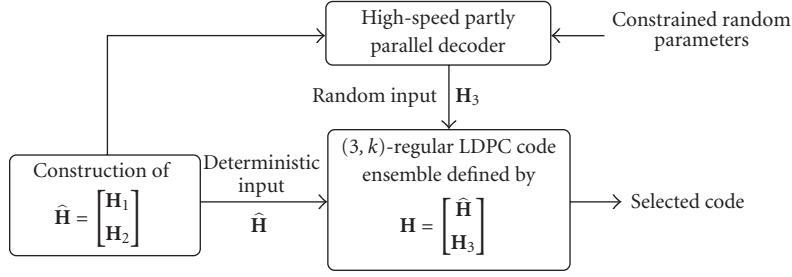 High-speed partly
parallel decoder
Constrained random
parameters
Random input H₃
(3, k)-regular LDPC code
ensemble defined by
H = [Ĥ
H₃]
Construction of
Ĥ = [H₁
H₂]
Deterministic
input
Ĥ
Selected code